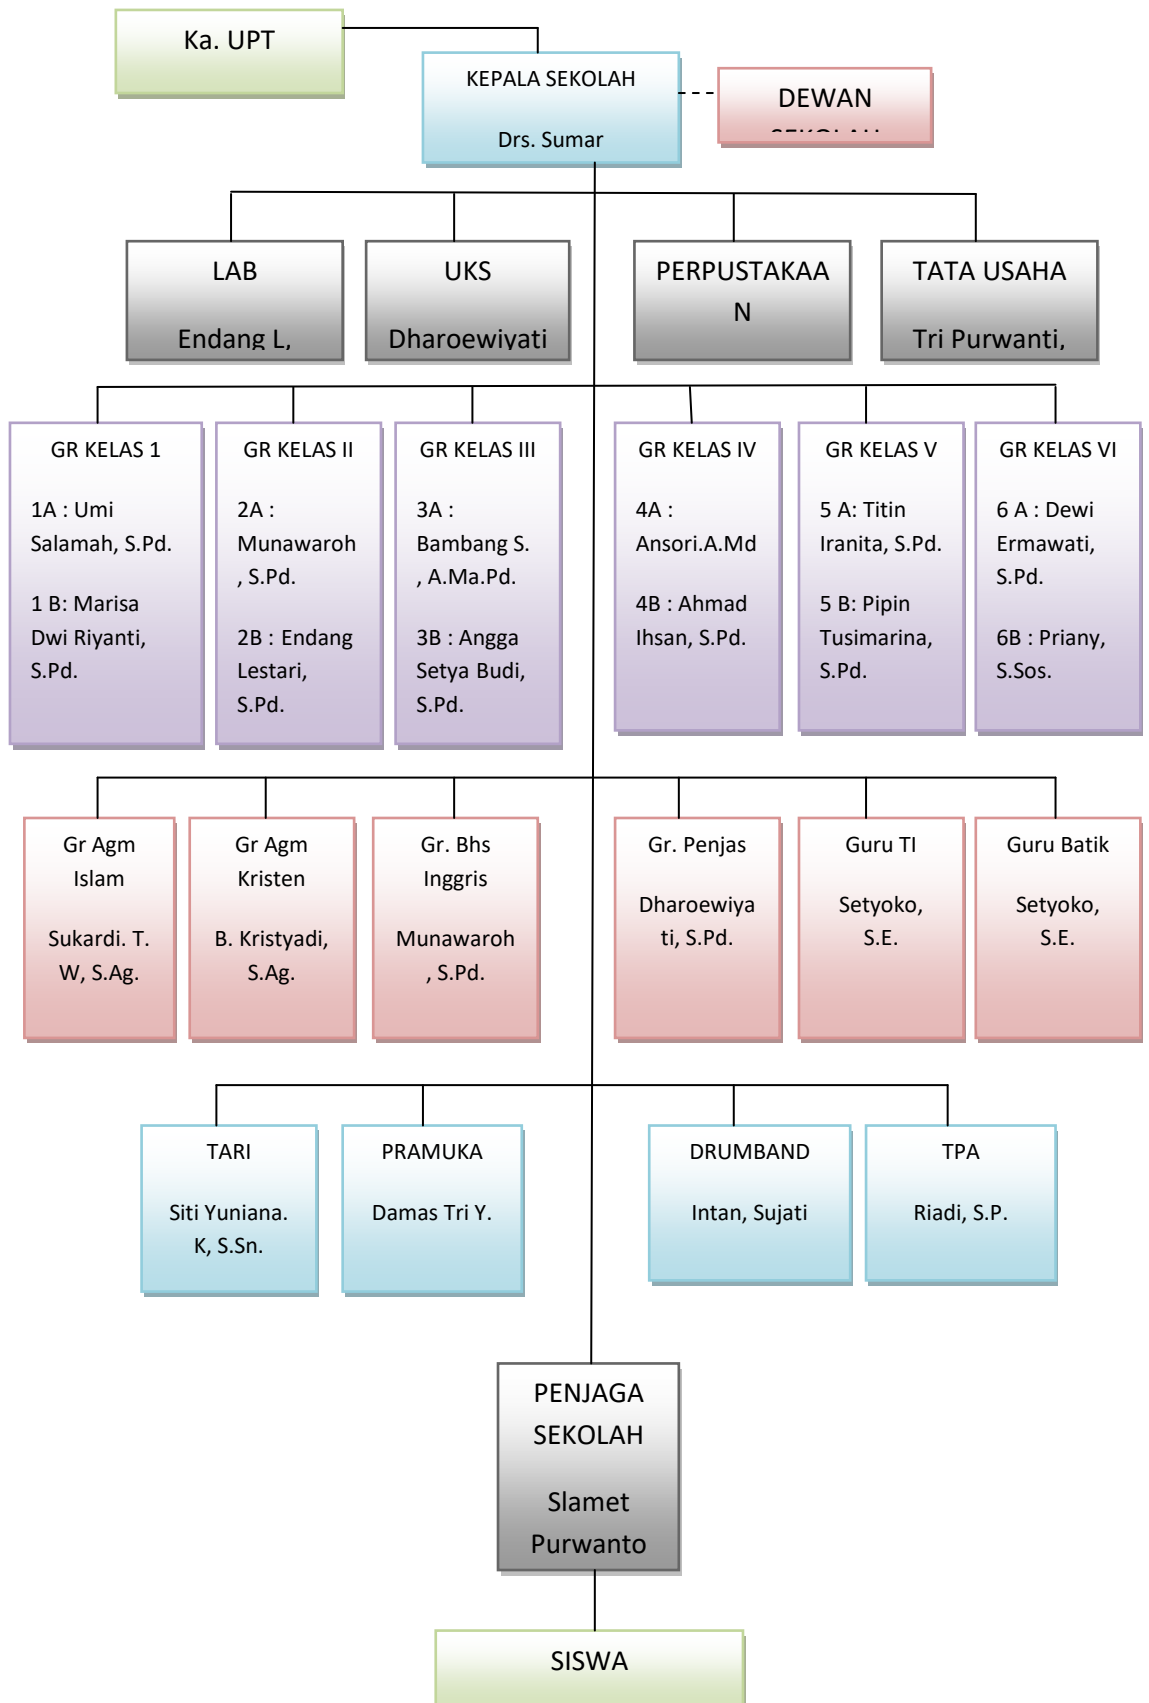 Ka. UPT
KEPALA SEKOLAH
Drs. Sumar
DEWAN
SEKOLAH
LAB
Endang L,
UKS
Dharoewiyati
PERPUSTAKAA
N
TATA USAHA
Tri Purwanti,
GR KELAS 1
1A : Umi
Salamah, S.Pd.
1 B: Marisa
Dwi Riyanti,
S.Pd.
GR KELAS II
2A :
Munawaroh
, S.Pd.
2B : Endang
Lestari,
S.Pd.
GR KELAS III
3A :
Bambang S.
, A.Ma.Pd.
3B : Angga
Setya Budi,
S.Pd.
GR KELAS IV
4A :
Ansori.A.Md
4B : Ahmad
Ihsan, S.Pd.
GR KELAS V
5 A: Titin
Iranita, S.Pd.
5 B: Pipin
Tusimarina,
S.Pd.
GR KELAS VI
6 A : Dewi
Ermawati,
S.Pd.
6B : Priany,
S.Sos.
Gr Agm
Islam
Sukardi. T.
W, S.Ag.
Gr Agm
Kristen
B. Kristyadi,
S.Ag.
Gr. Bhs
Inggris
Munawaroh
, S.Pd.
Gr. Penjas
Dharoewiya
ti, S.Pd.
Guru TI
Setyoko,
S.E.
Guru Batik
Setyoko,
S.E.
TARI
Siti Yuniana.
K, S.Sn.
PRAMUKA
Damas Tri Y.
DRUMBAND
Intan, Sujati
TPA
Riadi, S.P.
PENJAGA
SEKOLAH
Slamet
Purwanto
SISWA